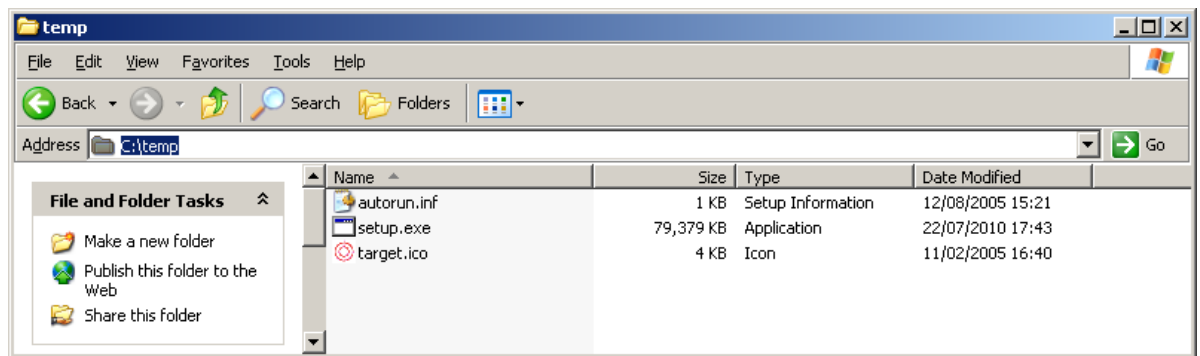 temp
File Edit View Favorites Tools Help
Back Search Folders
Address C:\temp Go
File and Folder Tasks
Make a new folder
Publish this folder to the
Web
Share this folder
Name Size Type Date Modified
autorun.inf 1 KB Setup Information 12/08/2005 15:21
setup.exe 79,379 KB Application 22/07/2010 17:43
target.ico 4 KB Icon 11/02/2005 16:40